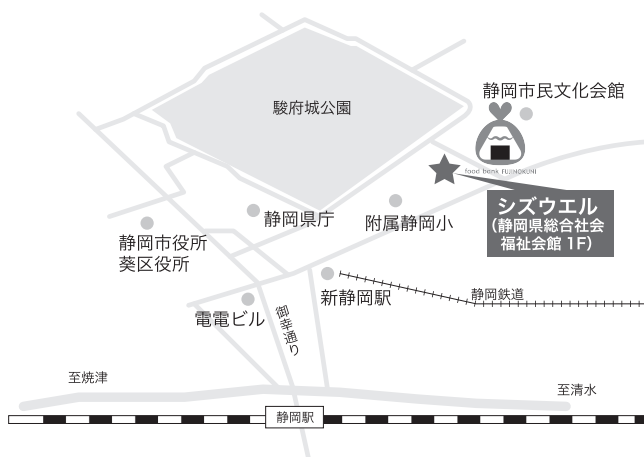 静岡市民文化会館
駿府城公園
food bank FUJINOKUNI
シズウエル
(静岡県総合社会
福祉会館 1F)
静岡県庁
附属静岡小
静岡市役所
葵区役所
新静岡駅
静岡鉄道
電電ビル
御幸通り
至焼津
至清水
静岡駅